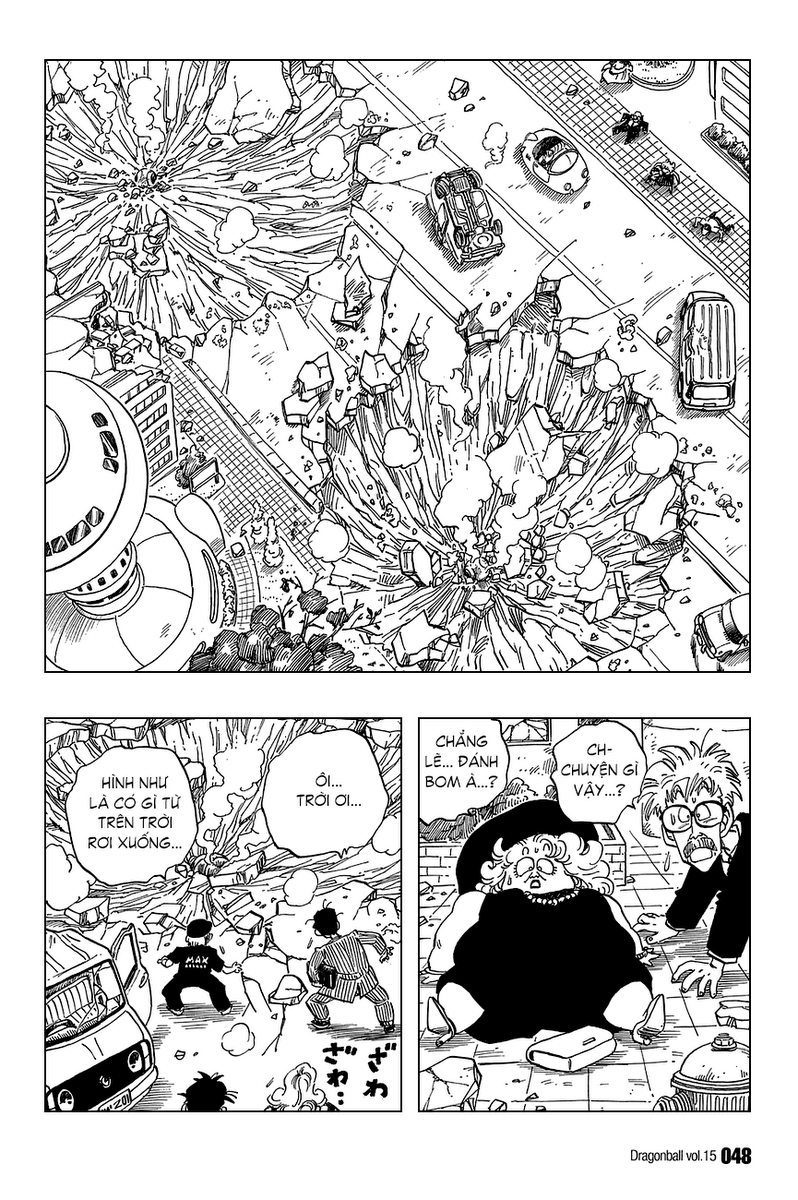 CH-
CHUYỆN GÌ
VẬY...?
CHẲNG
LẼ... ĐÁNH
BOM À...?
ÔI...
TRỜI ƠI...
HÌNH NHƯ
LÀ CÓ GÌ TỪ
TRÊN TRỜI
RƠI XUỐNG...
MAX
ざわ
ざわ..
Dragonball vol.15 048